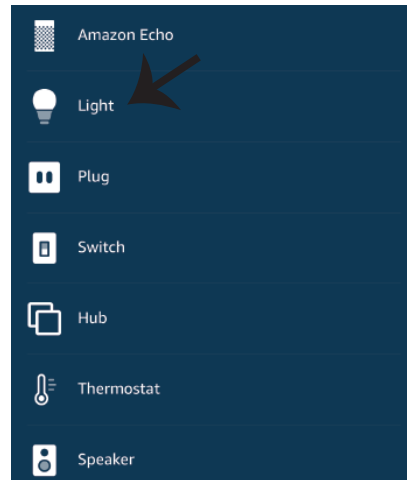 Amazon Echo
Light
Plug
Switch
Hub
Thermostat
Speaker